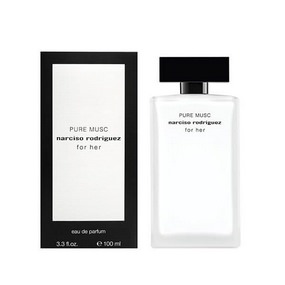 PURE MUSC
narciso rodriguez
for her
eau de parfum
3.3 fl.oz. ℮ 100 ml
PURE MUSC
narciso rodriguez
for her